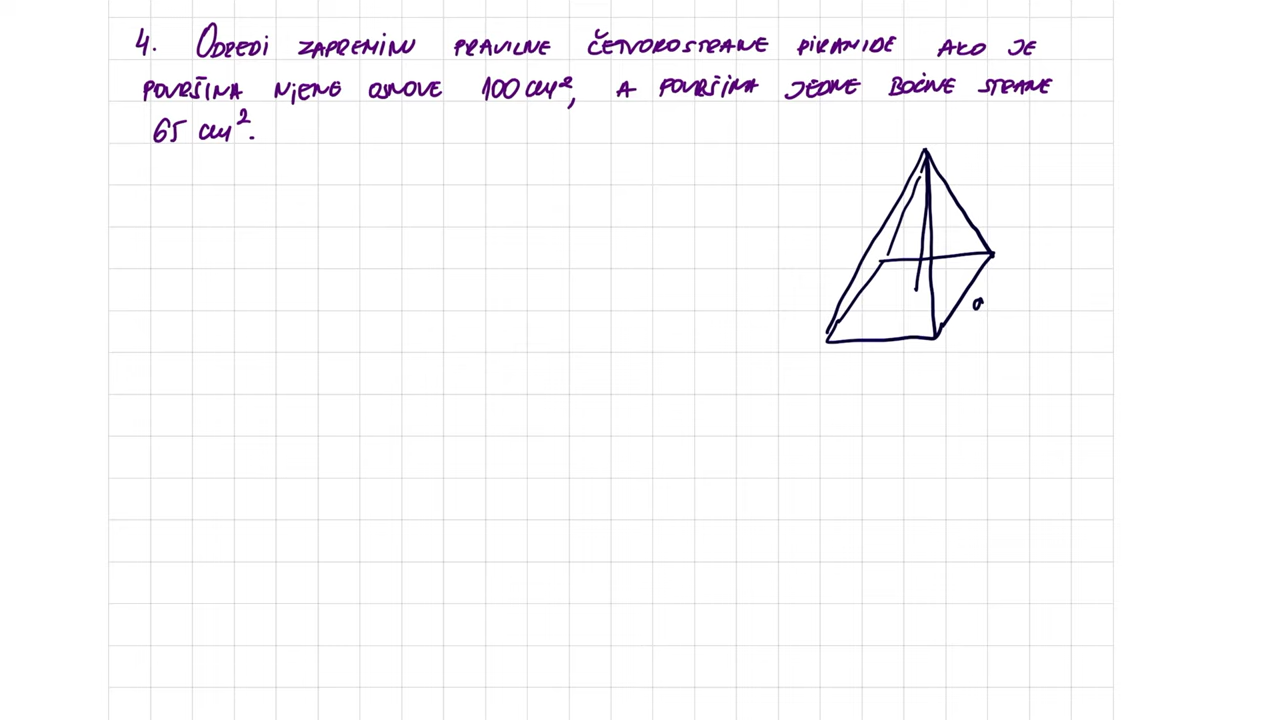 4. Odredi zapreminu pravilne četvorostrane piramide ako je
površina njene osnove 100 cm², a površina jedne bočne strane
65 cm².
a